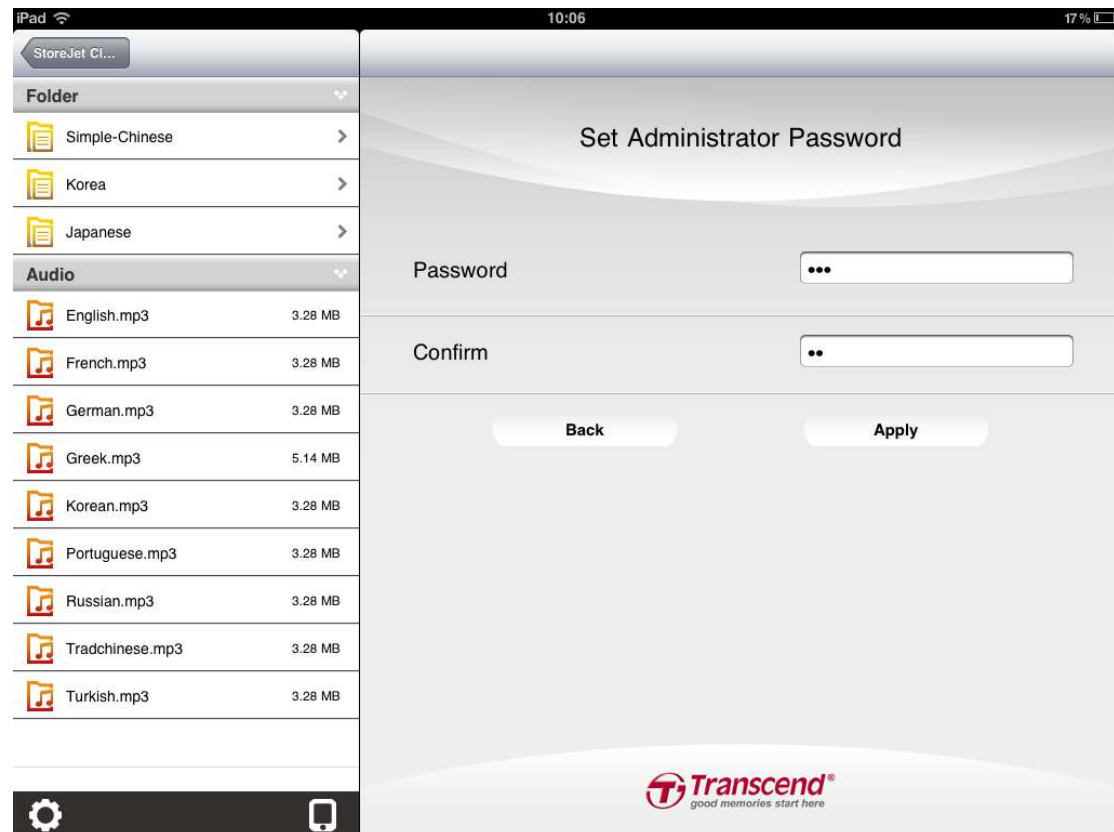 iPad 10:06 17%
StoreJet Cl...
Folder
Simple-Chinese
Korea
Japanese
Audio
English.mp3 3.28 MB
French.mp3 3.28 MB
German.mp3 3.28 MB
Greek.mp3 5.14 MB
Korean.mp3 3.28 MB
Portuguese.mp3 3.28 MB
Russian.mp3 3.28 MB
Tradchinese.mp3 3.28 MB
Turkish.mp3 3.28 MB
Set Administrator Password
Password •••
Confirm ••
Back Apply
Transcend®
good memories start here